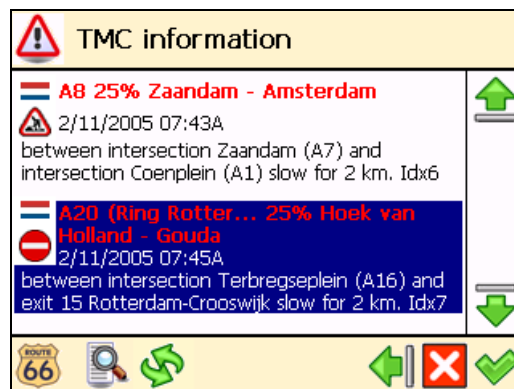 TMC information
A8 25% Zaandam - Amsterdam
2/11/2005 07:43A
between intersection Zaandam (A7) and
intersection Coenplein (A1) slow for 2 km. Idx6
A20 (Ring Rotter... 25% Hoek van
Holland - Gouda
2/11/2005 07:45A
between intersection Terbregseplein (A16) and
exit 15 Rotterdam-Crooswijk slow for 2 km. Idx7
ROUTE
66